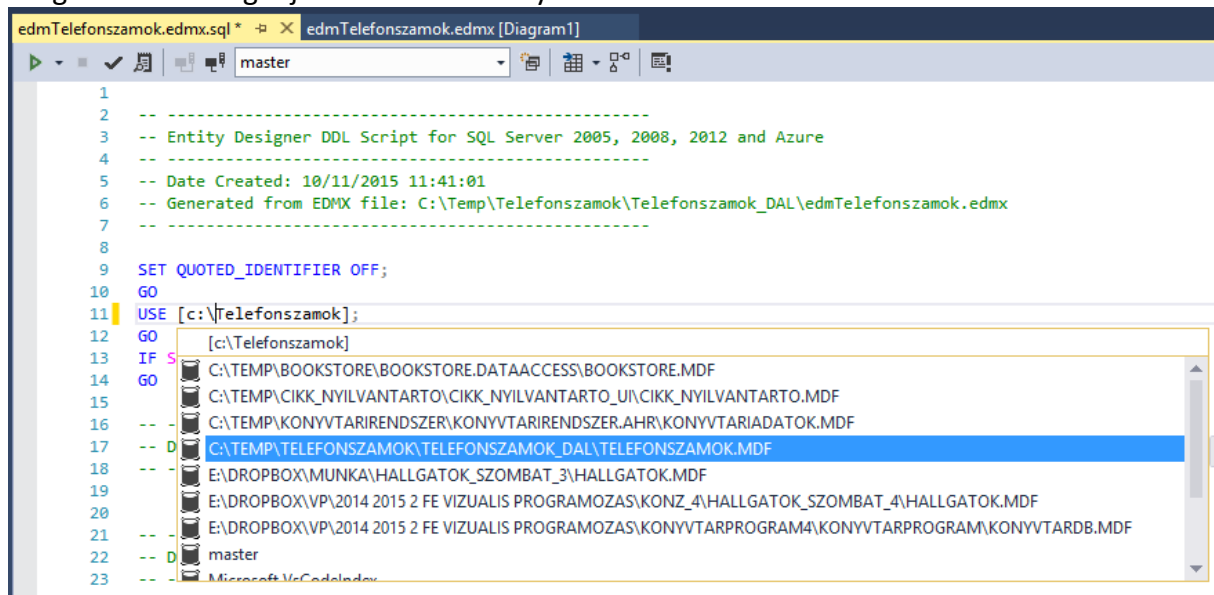 edmTelefonszamok.edmx.sql* edmTelefonszamok.edmx [Diagram1]
master
1
2 -- --------------------------------------------------
3 -- Entity Designer DDL Script for SQL Server 2005, 2008, 2012 and Azure
4 -- --------------------------------------------------
5 -- Date Created: 10/11/2015 11:41:01
6 -- Generated from EDMX file: C:\Temp\Telefonszamok\Telefonszamok_DAL\edmTelefonszamok.edmx
7 -- --------------------------------------------------
8
9 SET QUOTED_IDENTIFIER OFF;
10 GO
11 USE [c:\Telefonszamok];
12 GO [c:\Telefonszamok]
13 IF S C:\TEMP\BOOKSTORE\BOOKSTORE.DATAACCESS\BOOKSTORE.MDF
14 GO C:\TEMP\CIKK_NYILVANTARTO\CIKK_NYILVANTARTO_UI\CIKK_NYILVANTARTO.MDF
15
16 -- - C:\TEMP\KONYVTARIRENDSZER\KONYVTARIRENDSZER.AHR\KONYVTARIADATOK.MDF
17 -- D C:\TEMP\TELEFONSZAMOK\TELEFONSZAMOK_DAL\TELEFONSZAMOK.MDF
18 -- - E:\DROPBOX\MUNKA\HALLGATOK_SZOMBAT_3\HALLGATOK.MDF
19
20 E:\DROPBOX\VP\2014 2015 2 FE VIZUALIS PROGRAMOZAS\KONZ_4\HALLGATOK_SZOMBAT_4\HALLGATOK.MDF
21 -- - E:\DROPBOX\VP\2014 2015 2 FE VIZUALIS PROGRAMOZAS\KONYVTARPROGRAM4\KONYVTARPROGRAM\KONYVTARDB.MDF
22 -- D master
23 -- - Microsoft.VsCodeIndex